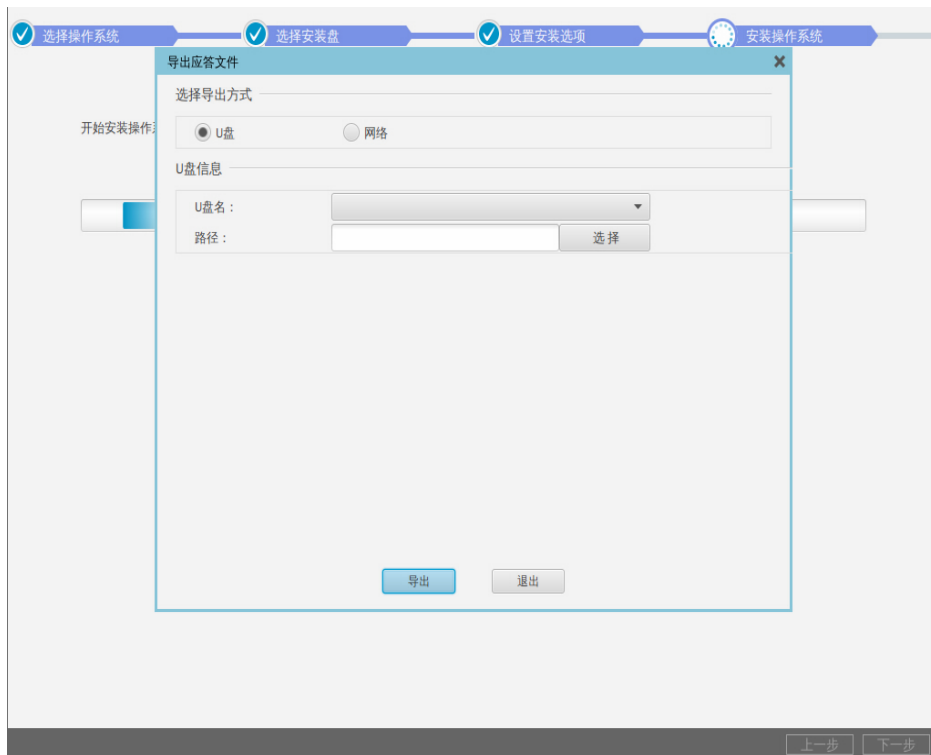 选择操作系统 选择安装盘 设置安装选项 安装操作系统
导出应答文件
选择导出方式
开始安装操作
U盘 网络
U盘信息
U盘名：
路径： 选择
导出 退出
上一步 下一步